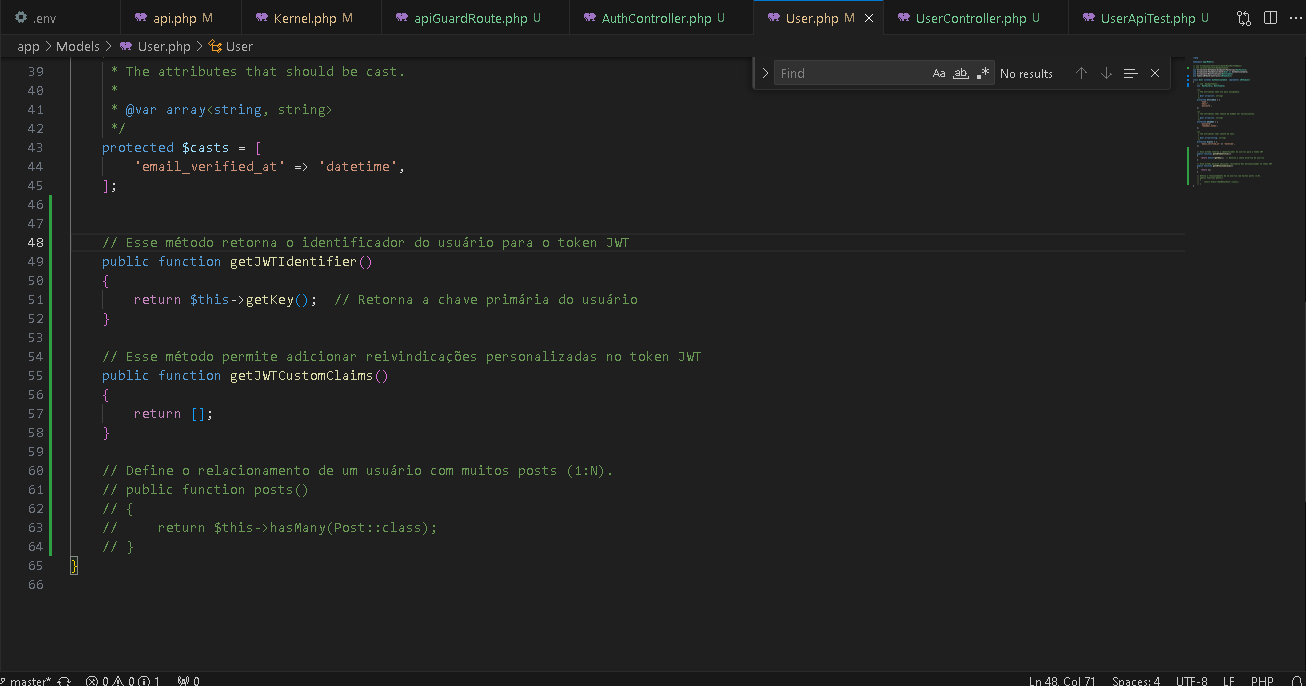 .env
api.php M
Kernel.php M
apiGuardRoute.php U
AuthController.php U
User.php M
UserController.php U
UserApiTest.php U
app > Models > User.php > User
Find
Aa ab .*
No results
39 * The attributes that should be cast.
40 *
41 * @var array<string, string>
42 */
43 protected $casts = [
44 'email_verified_at' => 'datetime',
45 ];
46
47
48 // Esse método retorna o identificador do usuário para o token JWT
49 public function getJWTIdentifier()
50 {
51 return $this->getKey(); // Retorna a chave primária do usuário
52 }
53
54 // Esse método permite adicionar reivindicações personalizadas no token JWT
55 public function getJWTCustomClaims()
56 {
57 return [];
58 }
59
60 // Define o relacionamento de um usuário com muitos posts (1:N).
61 // public function posts()
62 // {
63 // return $this->hasMany(Post::class);
64 // }
65 }
66
master* 0 0 1 0 Ln 48, Col 71 Spaces: 4 UTF-8 LF PHP